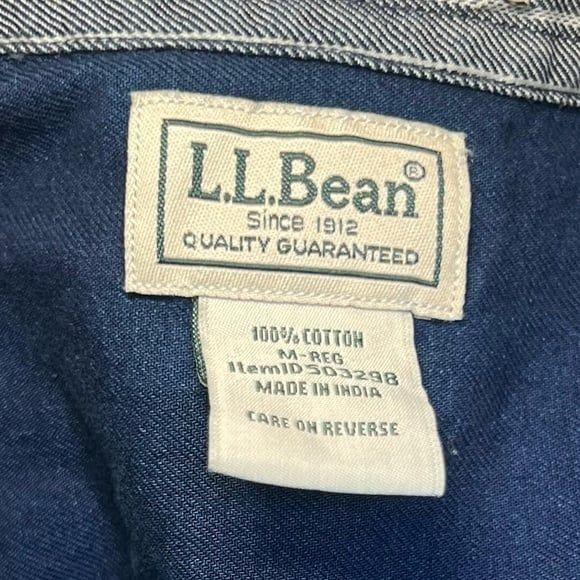 L.L.Bean®
Since 1912
QUALITY GUARANTEED
100% COTTON
M-REG
ItemID503298
MADE IN INDIA
CARE ON REVERSE